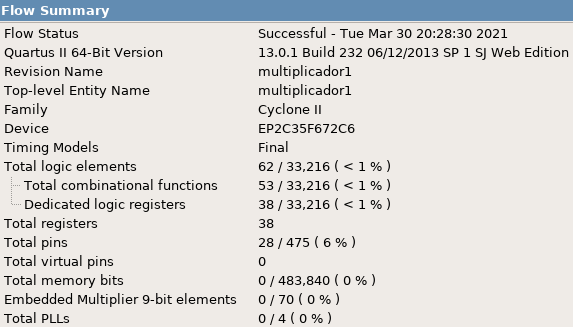 Flow Summary
Flow Status Successful - Tue Mar 30 20:28:30 2021
Quartus II 64-Bit Version 13.0.1 Build 232 06/12/2013 SP 1 SJ Web Edition
Revision Name multiplicador1
Top-level Entity Name multiplicador1
Family Cyclone II
Device EP2C35F672C6
Timing Models Final
Total logic elements 62 / 33,216 ( < 1 % )
Total combinational functions 53 / 33,216 ( < 1 % )
Dedicated logic registers 38 / 33,216 ( < 1 % )
Total registers 38
Total pins 28 / 475 ( 6 % )
Total virtual pins 0
Total memory bits 0 / 483,840 ( 0 % )
Embedded Multiplier 9-bit elements 0 / 70 ( 0 % )
Total PLLs 0 / 4 ( 0 % )